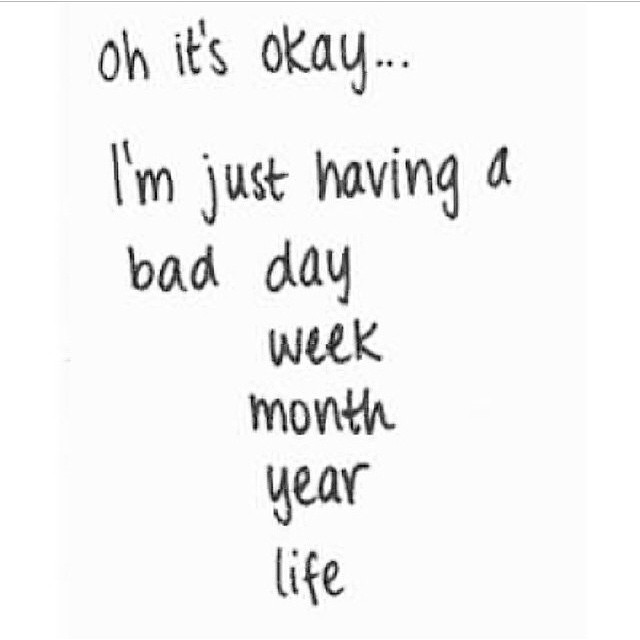 oh it's okay...
I'm just having a
bad day
week
month
year
life